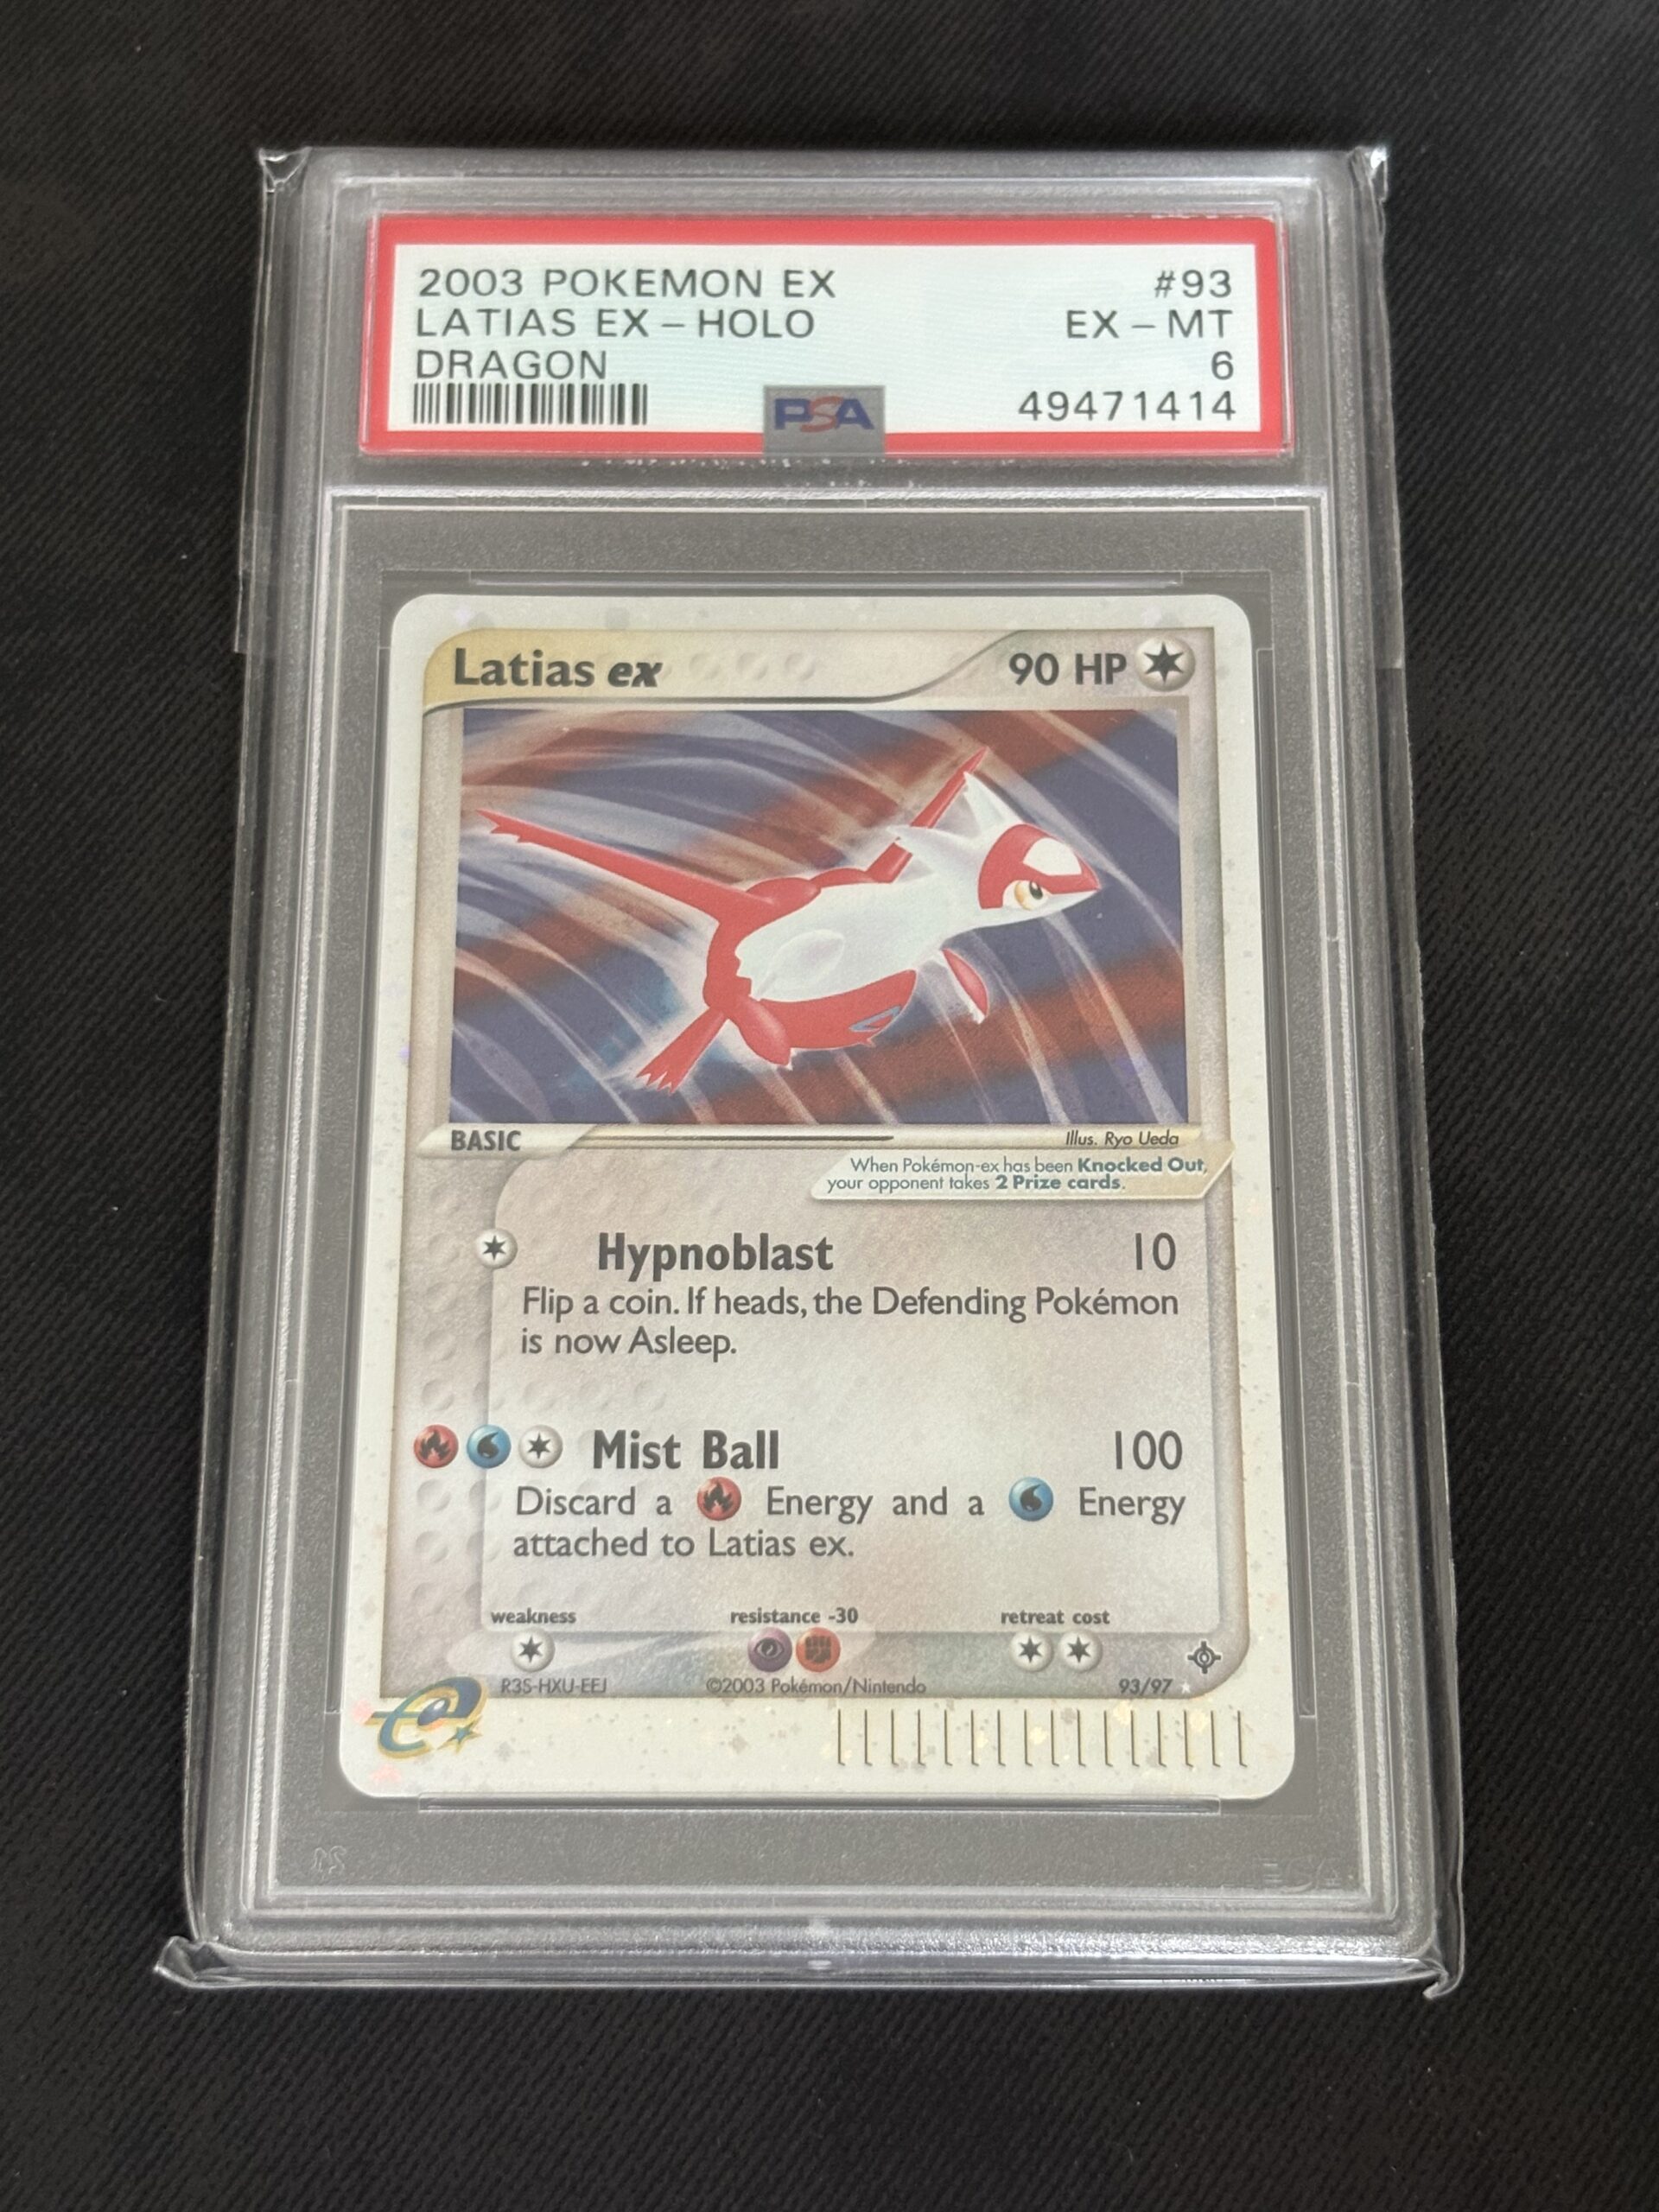 2003 POKEMON EX #93
LATIAS EX – HOLO EX – MT
DRAGON 6
PSA 49471414
Latias ex 90 HP
BASIC Illus. Ryo Ueda
When Pokémon-ex has been Knocked Out,
your opponent takes 2 Prize cards.
Hypnoblast 10
Flip a coin. If heads, the Defending Pokémon
is now Asleep.
Mist Ball 100
Discard a Energy and a Energy
attached to Latias ex.
weakness resistance -30 retreat cost
R3S-HXU-EEJ ©2003 Pokémon/Nintendo 93/97
e